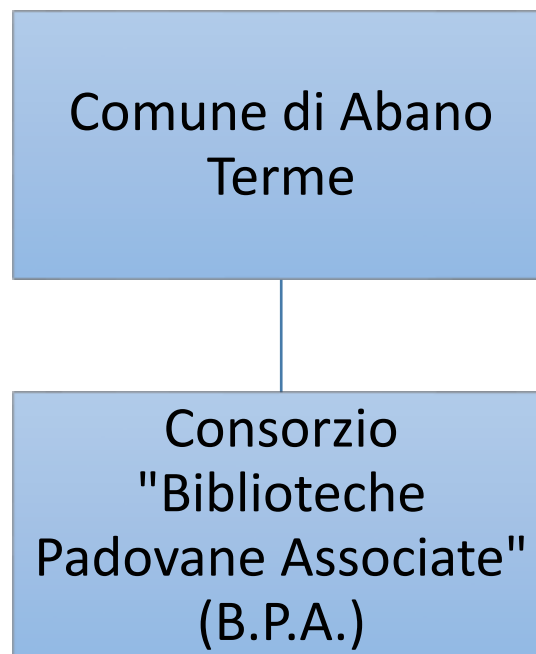 Comune di Abano
Terme
Consorzio
"Biblioteche
Padovane Associate"
(B.P.A.)